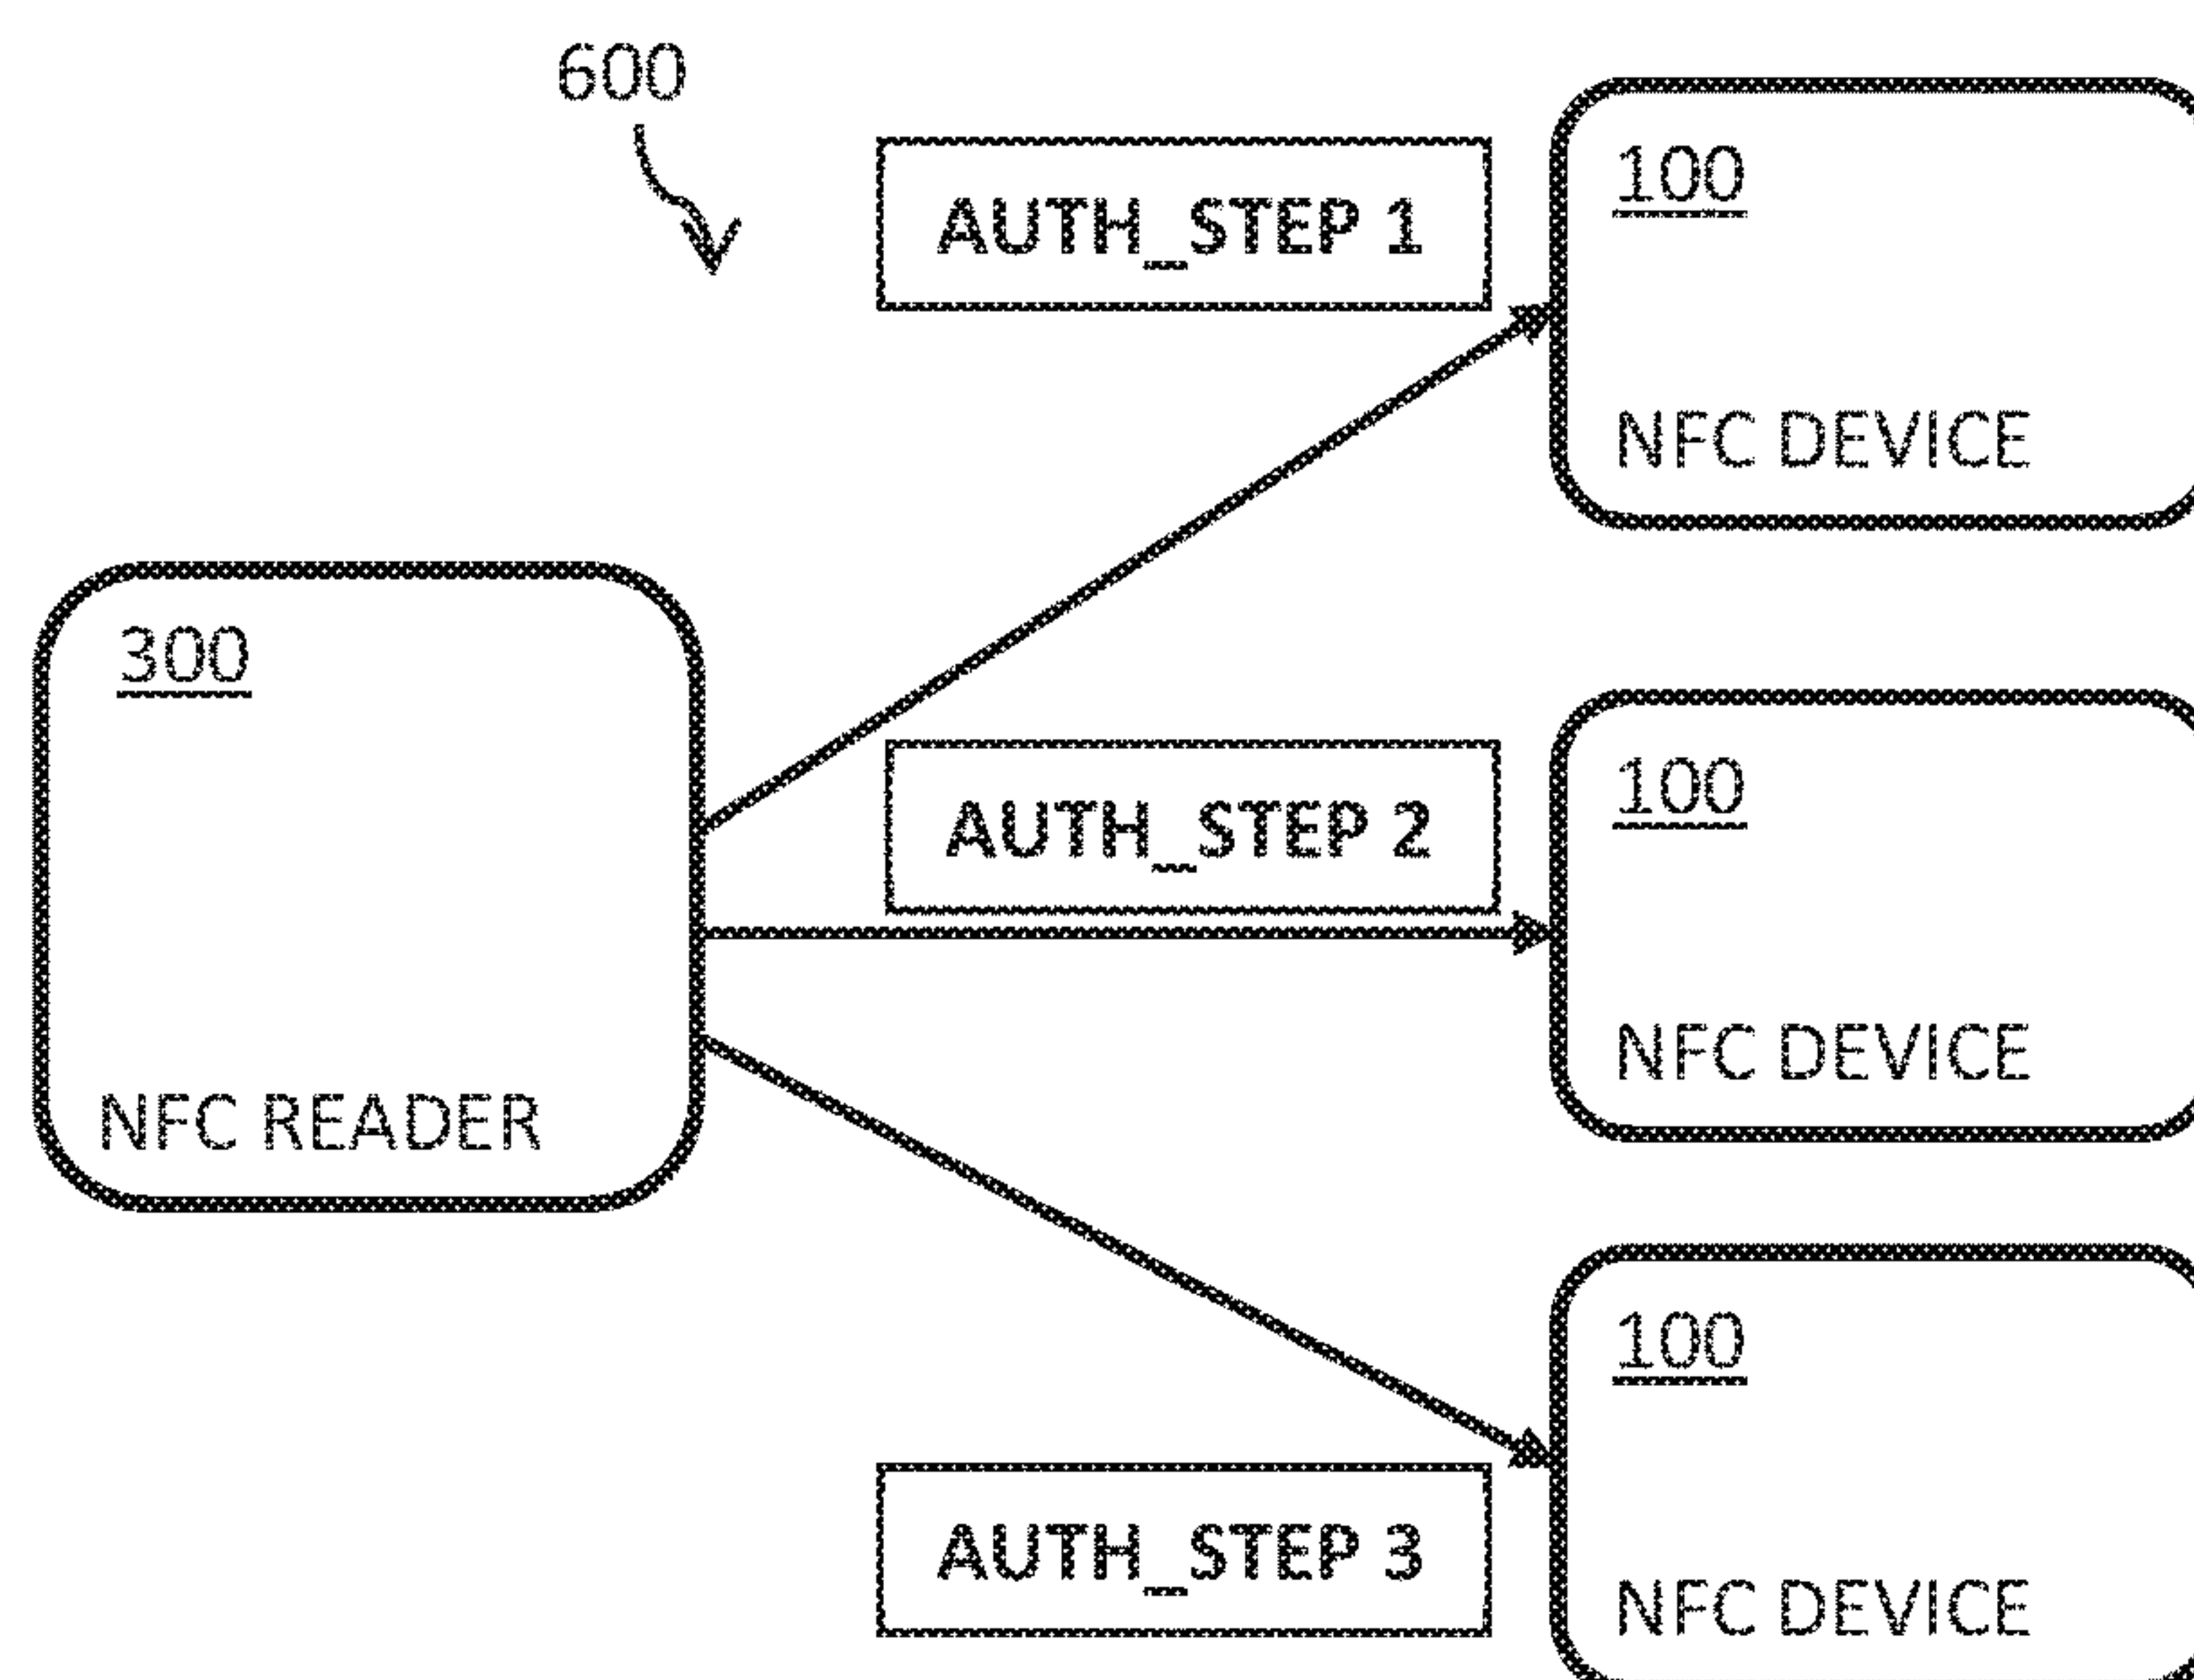 600
AUTH_STEP 1
100
NFC DEVICE
300
NFC READER
AUTH_STEP 2
100
NFC DEVICE
AUTH_STEP 3
100
NFC DEVICE